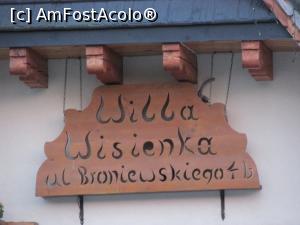 [c] AmFostAcolo®
Willa
Wisienka
ul Broniewskiego 4b